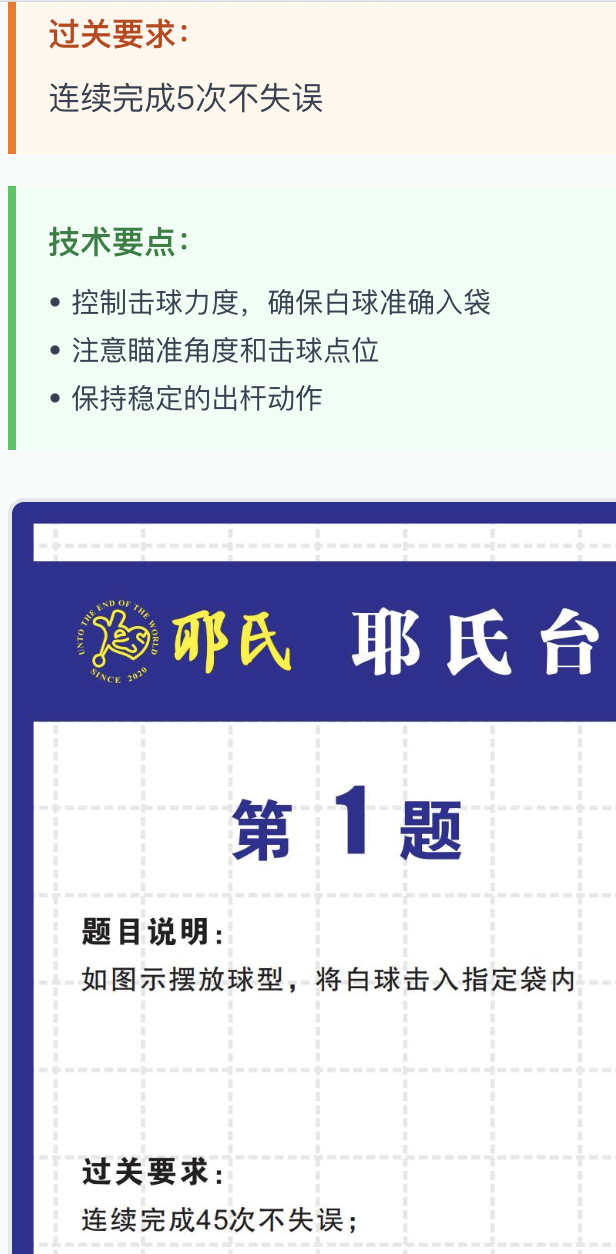 过关要求：
连续完成5次不失误
技术要点：
• 控制击球力度，确保白球准确入袋
• 注意瞄准角度和击球点位
• 保持稳定的出杆动作
UNTO THE END OF THE WORLD
yes
SINCE 2020
耶氏
耶氏台
第1题
题目说明：
如图示摆放球型，将白球击入指定袋内
过关要求：
连续完成45次不失误；